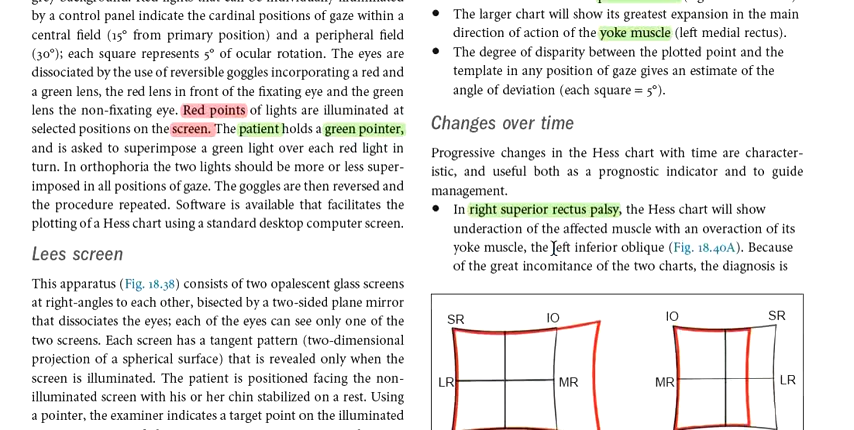 by a control panel indicate the cardinal positions of gaze within a
central field (15° from primary position) and a peripheral field
(30°); each square represents 5° of ocular rotation. The eyes are
dissociated by the use of reversible goggles incorporating a red and
a green lens, the red lens in front of the fixating eye and the green
lens the non-fixating eye. Red points of lights are illuminated at
selected positions on the screen. The patient holds a green pointer,
and is asked to superimpose a green light over each red light in
turn. In orthophoria the two lights should be more or less super-
imposed in all positions of gaze. The goggles are then reversed and
the procedure repeated. Software is available that facilitates the
plotting of a Hess chart using a standard desktop computer screen.
Lees screen
This apparatus (Fig. 18.38) consists of two opalescent glass screens
at right-angles to each other, bisected by a two-sided plane mirror
that dissociates the eyes; each of the eyes can see only one of the
two screens. Each screen has a tangent pattern (two-dimensional
projection of a spherical surface) that is revealed only when the
screen is illuminated. The patient is positioned facing the non-
illuminated screen with his or her chin stabilized on a rest. Using
a pointer, the examiner indicates a target point on the illuminated
• The larger chart will show its greatest expansion in the main
direction of action of the yoke muscle (left medial rectus).
• The degree of disparity between the plotted point and the
template in any position of gaze gives an estimate of the
angle of deviation (each square = 5°).
Changes over time
Progressive changes in the Hess chart with time are character-
istic, and useful both as a prognostic indicator and to guide
management.
• In right superior rectus palsy, the Hess chart will show
underaction of the affected muscle with an overaction of its
yoke muscle, the left inferior oblique (Fig. 18.40A). Because
of the great incomitance of the two charts, the diagnosis is
SR IO IO SR
LR MR MR LR